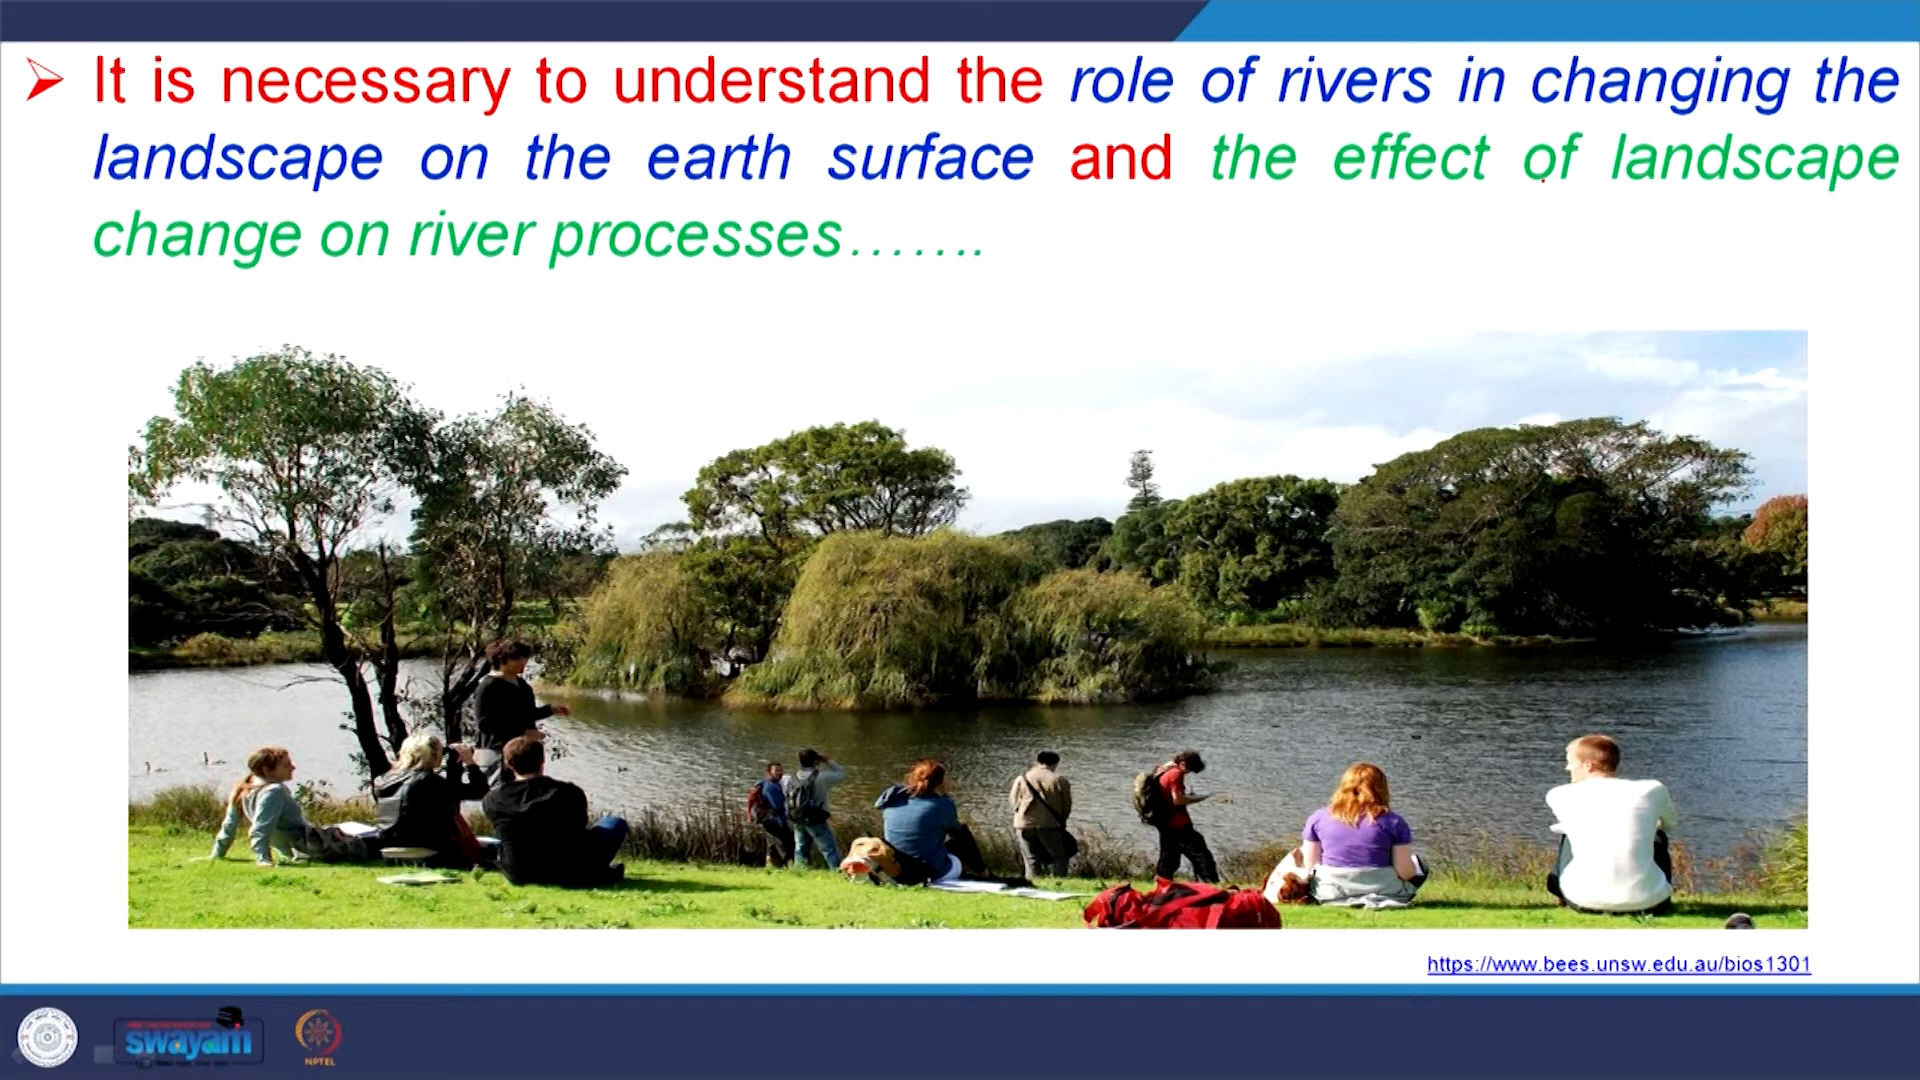 It is necessary to understand the role of rivers in changing the
landscape on the earth surface and the effect of landscape
change on river processes…….
https://www.bees.unsw.edu.au/bios1301
swayam
NPTEL